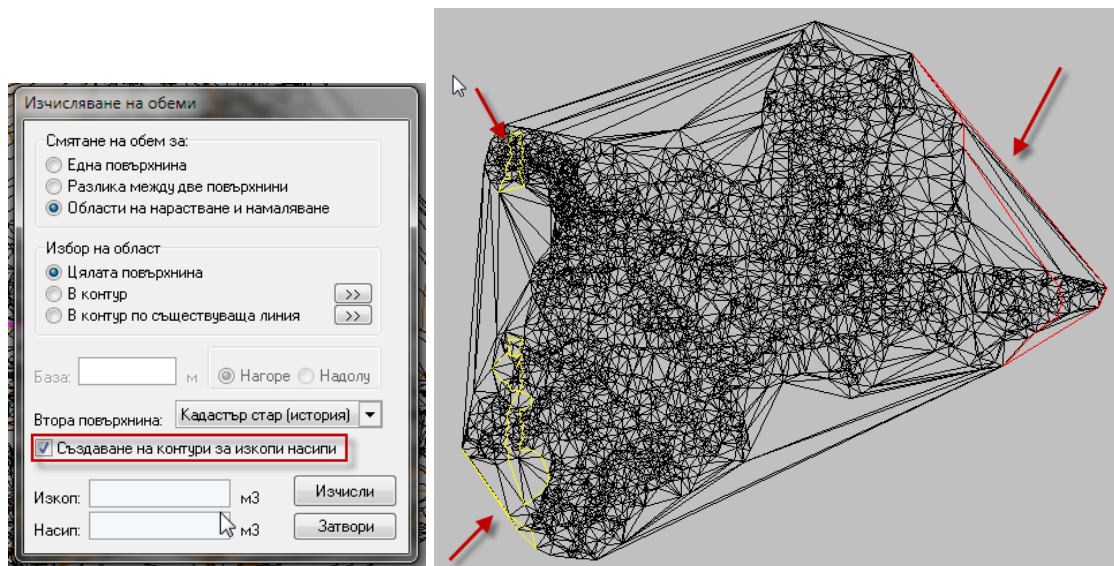 Изчисляване на обеми
Смятане на обем за:
Една повърхнина
Разлика между две повърхнини
Области на нарастване и намаляване
Избор на област
Цялата повърхнина
В контур >>
В контур по съществуваща линия >>
База: м Нагоре Надолу
Втора повърхнина: Кадастър стар (история)
Създаване на контури за изкопи насипи
Изкоп: м3 Изчисли
Насип: м3 Затвори